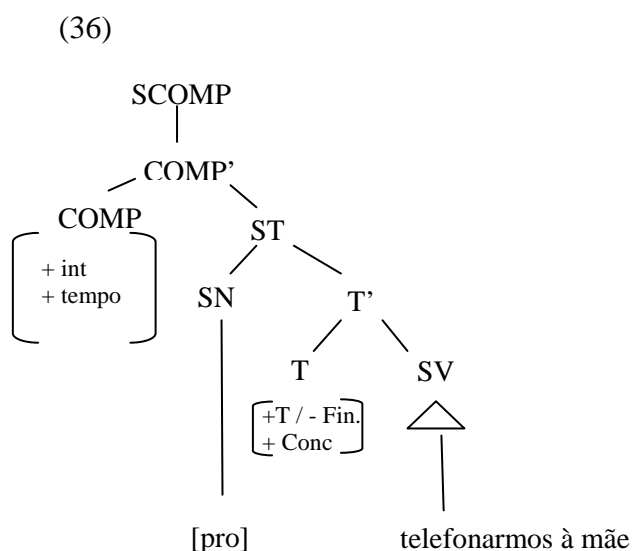 (36)
SCOMP
COMP’
COMP
ST
+ int
+ tempo
SN
T’
T
SV
+T / - Fin.
+ Conc
[pro]
telefonarmos à mãe